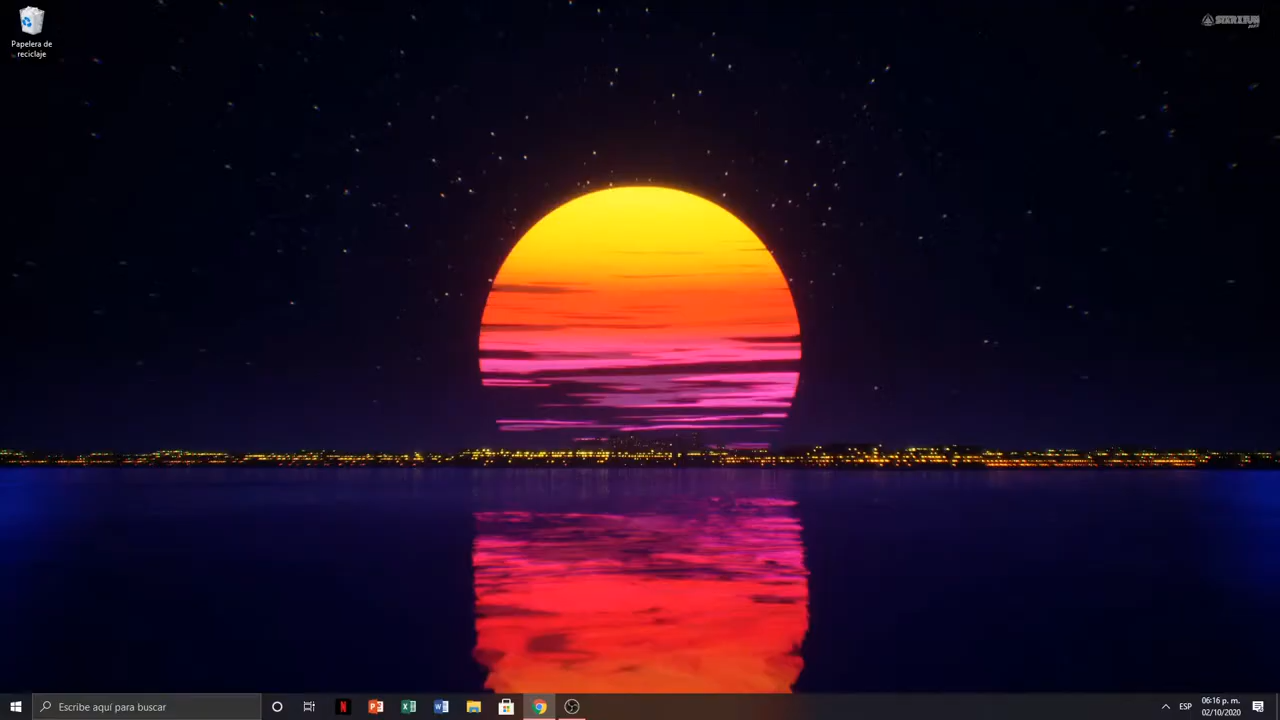 Papelera de
reciclaje
Escribe aquí para buscar
ESP
06:16 p. m.
02/10/2020